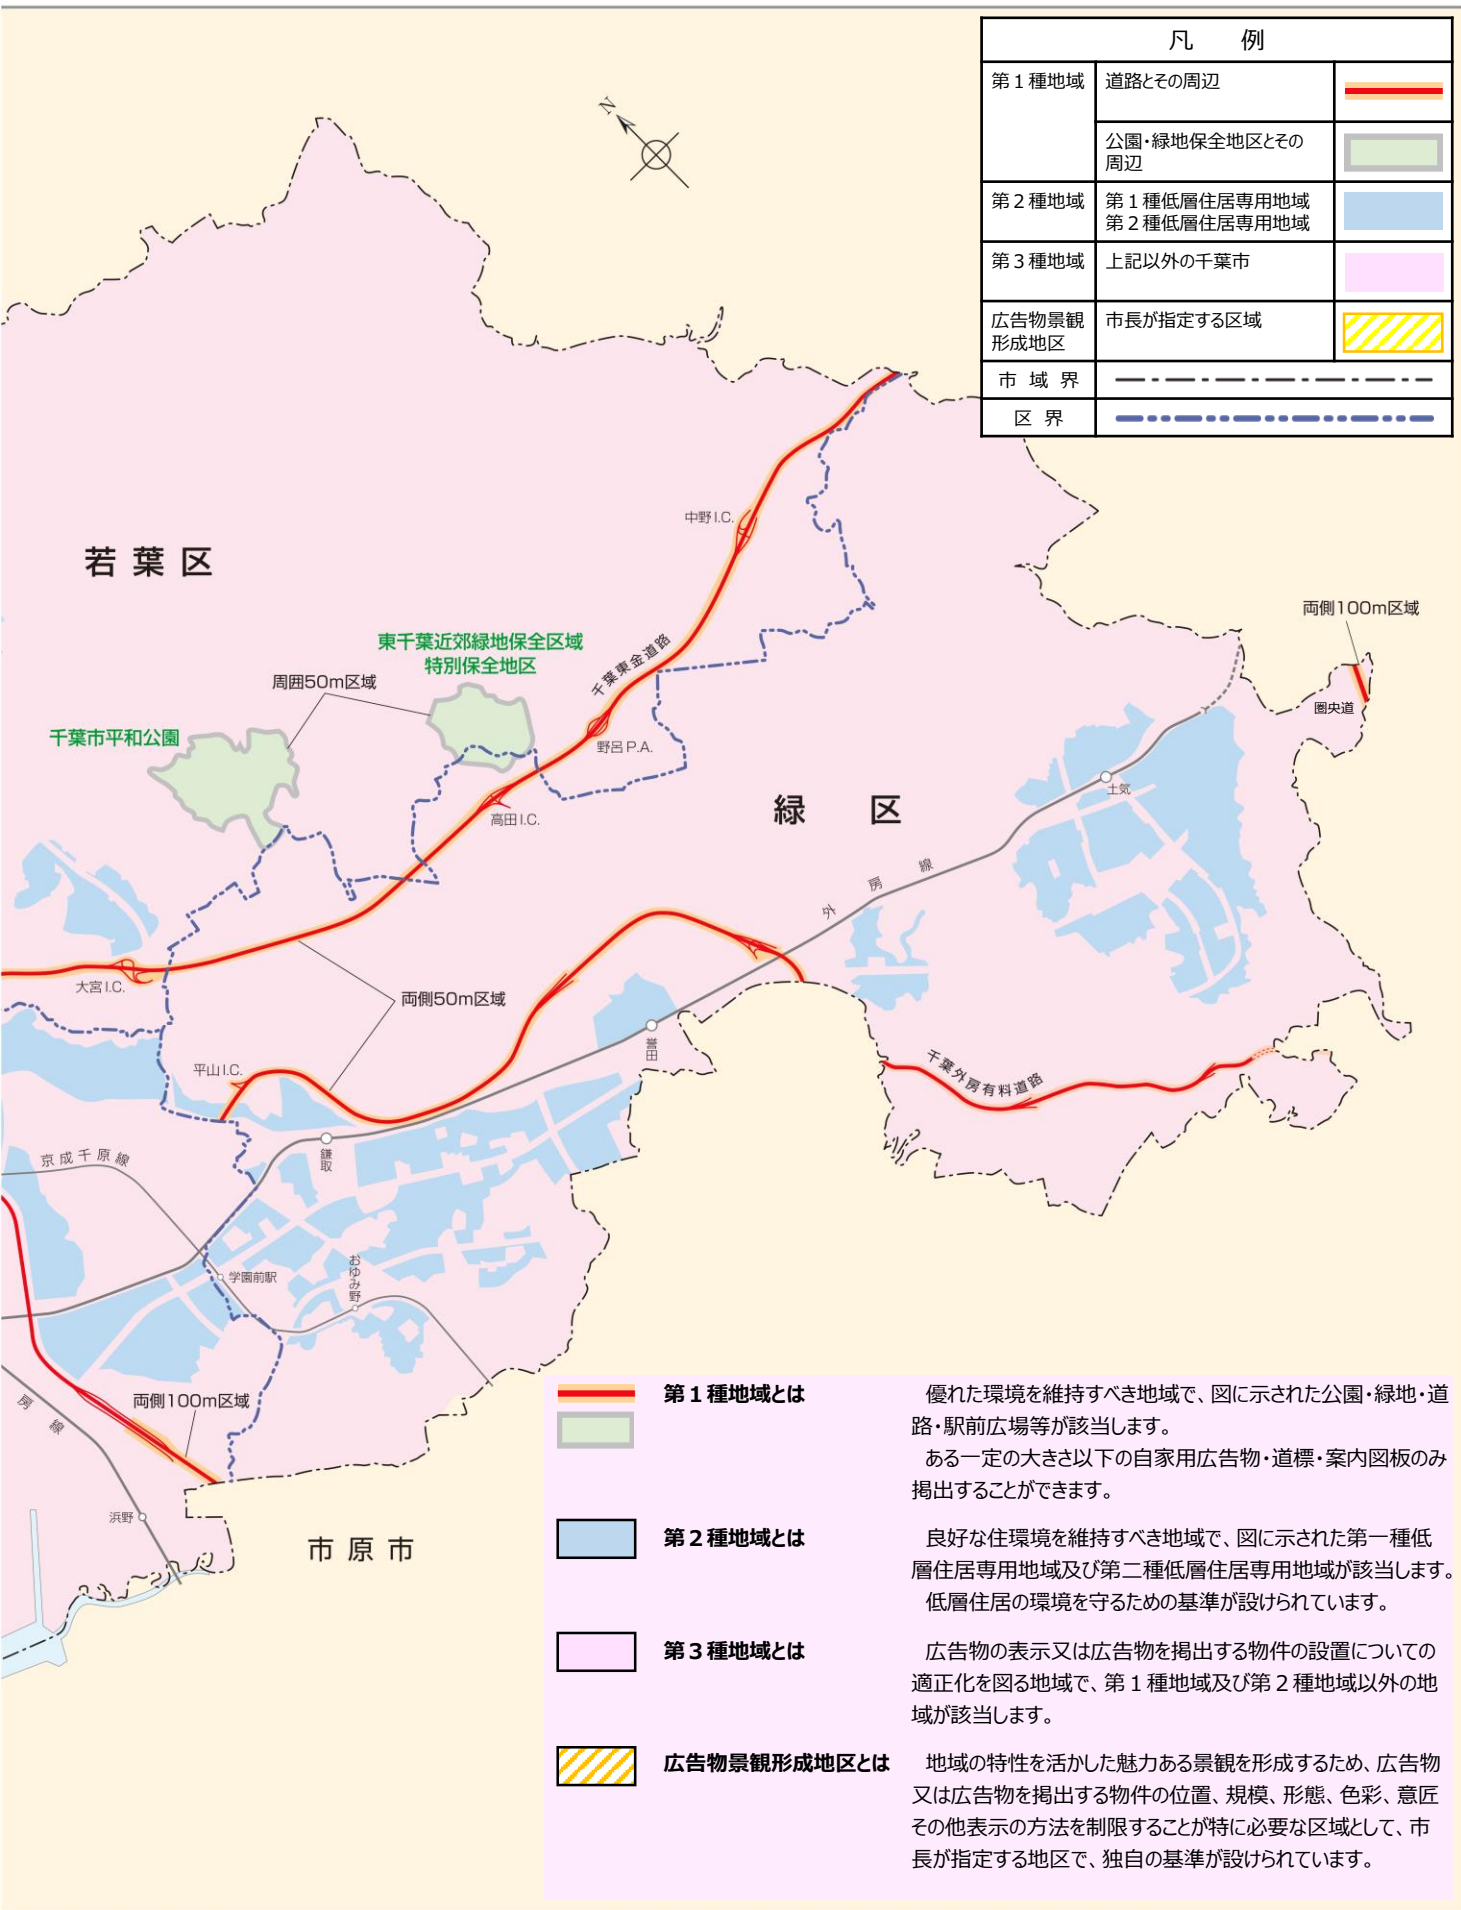 凡 例
第１種地域
道路とその周辺
公園・緑地保全地区とその
周辺
第２種地域
第１種低層住居専用地域
第２種低層住居専用地域
第３種地域
上記以外の千葉市
広告物景観
形成地区
市長が指定する区域
市 域 界
区 界
N
中野I.C.
若葉区
両側100m区域
東千葉近郊緑地保全区域
特別保全地区
千葉東金道路
周囲50m区域
圏央道
千葉市平和公園
野呂P.A.
土気
緑 区
高田I.C.
外房線
大宮I.C.
両側50m区域
誉田
平山I.C.
千葉外房有料道路
鎌取
京成千原線
学園前駅
おゆみ野
両側100m区域
房線
浜野
市原市
第１種地域とは
優れた環境を維持すべき地域で、図に示された公園・緑地・道
路・駅前広場等が該当します。
ある一定の大きさ以下の自家用広告物・道標・案内図板のみ
掲出することができます。
第２種地域とは
良好な住環境を維持すべき地域で、図に示された第一種低
層住居専用地域及び第二種低層住居専用地域が該当します。
低層住居の環境を守るための基準が設けられています。
第３種地域とは
広告物の表示又は広告物を掲出する物件の設置についての
適正化を図る地域で、第１種地域及び第２種地域以外の地
域が該当します。
広告物景観形成地区とは
地域の特性を活かした魅力ある景観を形成するため、広告物
又は広告物を掲出する物件の位置、規模、形態、色彩、意匠
その他表示の方法を制限することが特に必要な区域として、市
長が指定する地区で、独自の基準が設けられています。